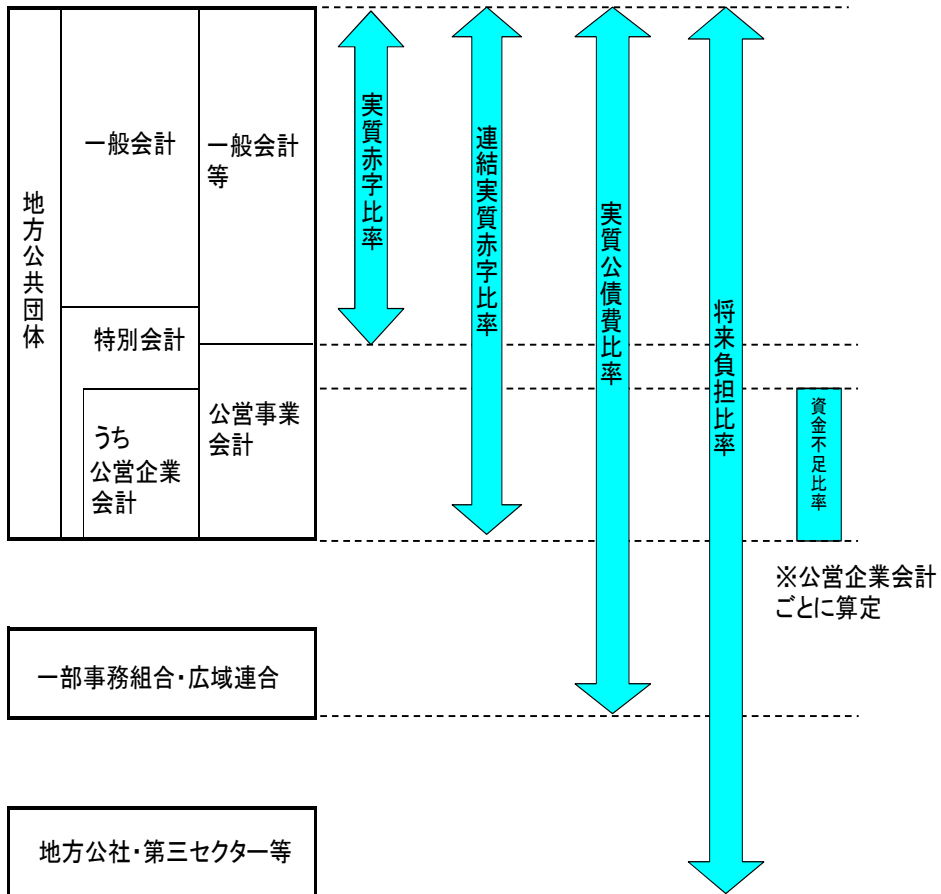 地方公共団体
一般会計
一般会計
等
特別会計
うち
公営企業
会計
公営事業
会計
実質赤字比率
連結実質赤字比率
実質公債費比率
将来負担比率
資金不足比率
※公営企業会計
ごとに算定
一部事務組合・広域連合
地方公社・第三セクター等